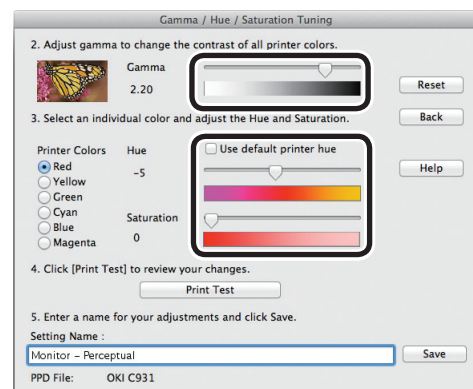 Gamma / Hue / Saturation Tuning
2. Adjust gamma to change the contrast of all printer colors.
Gamma
2.20
Reset
3. Select an individual color and adjust the Hue and Saturation.
Back
Printer Colors
Hue
Use default printer hue
Red
-5
Help
Yellow
Green
Cyan
Saturation
Blue
0
Magenta
4. Click [Print Test] to review your changes.
Print Test
5. Enter a name for your adjustments and click Save.
Setting Name :
Monitor – Perceptual
Save
PPD File: OKI C931